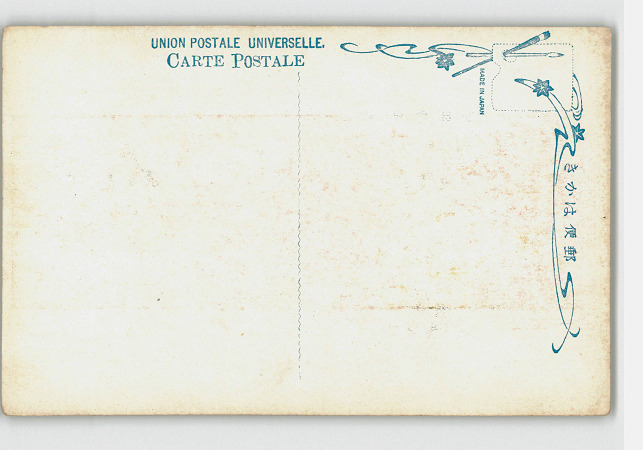 UNION POSTALE UNIVERSELLE.
CARTE POSTALE
MADE IN JAPAN
郵便はかき